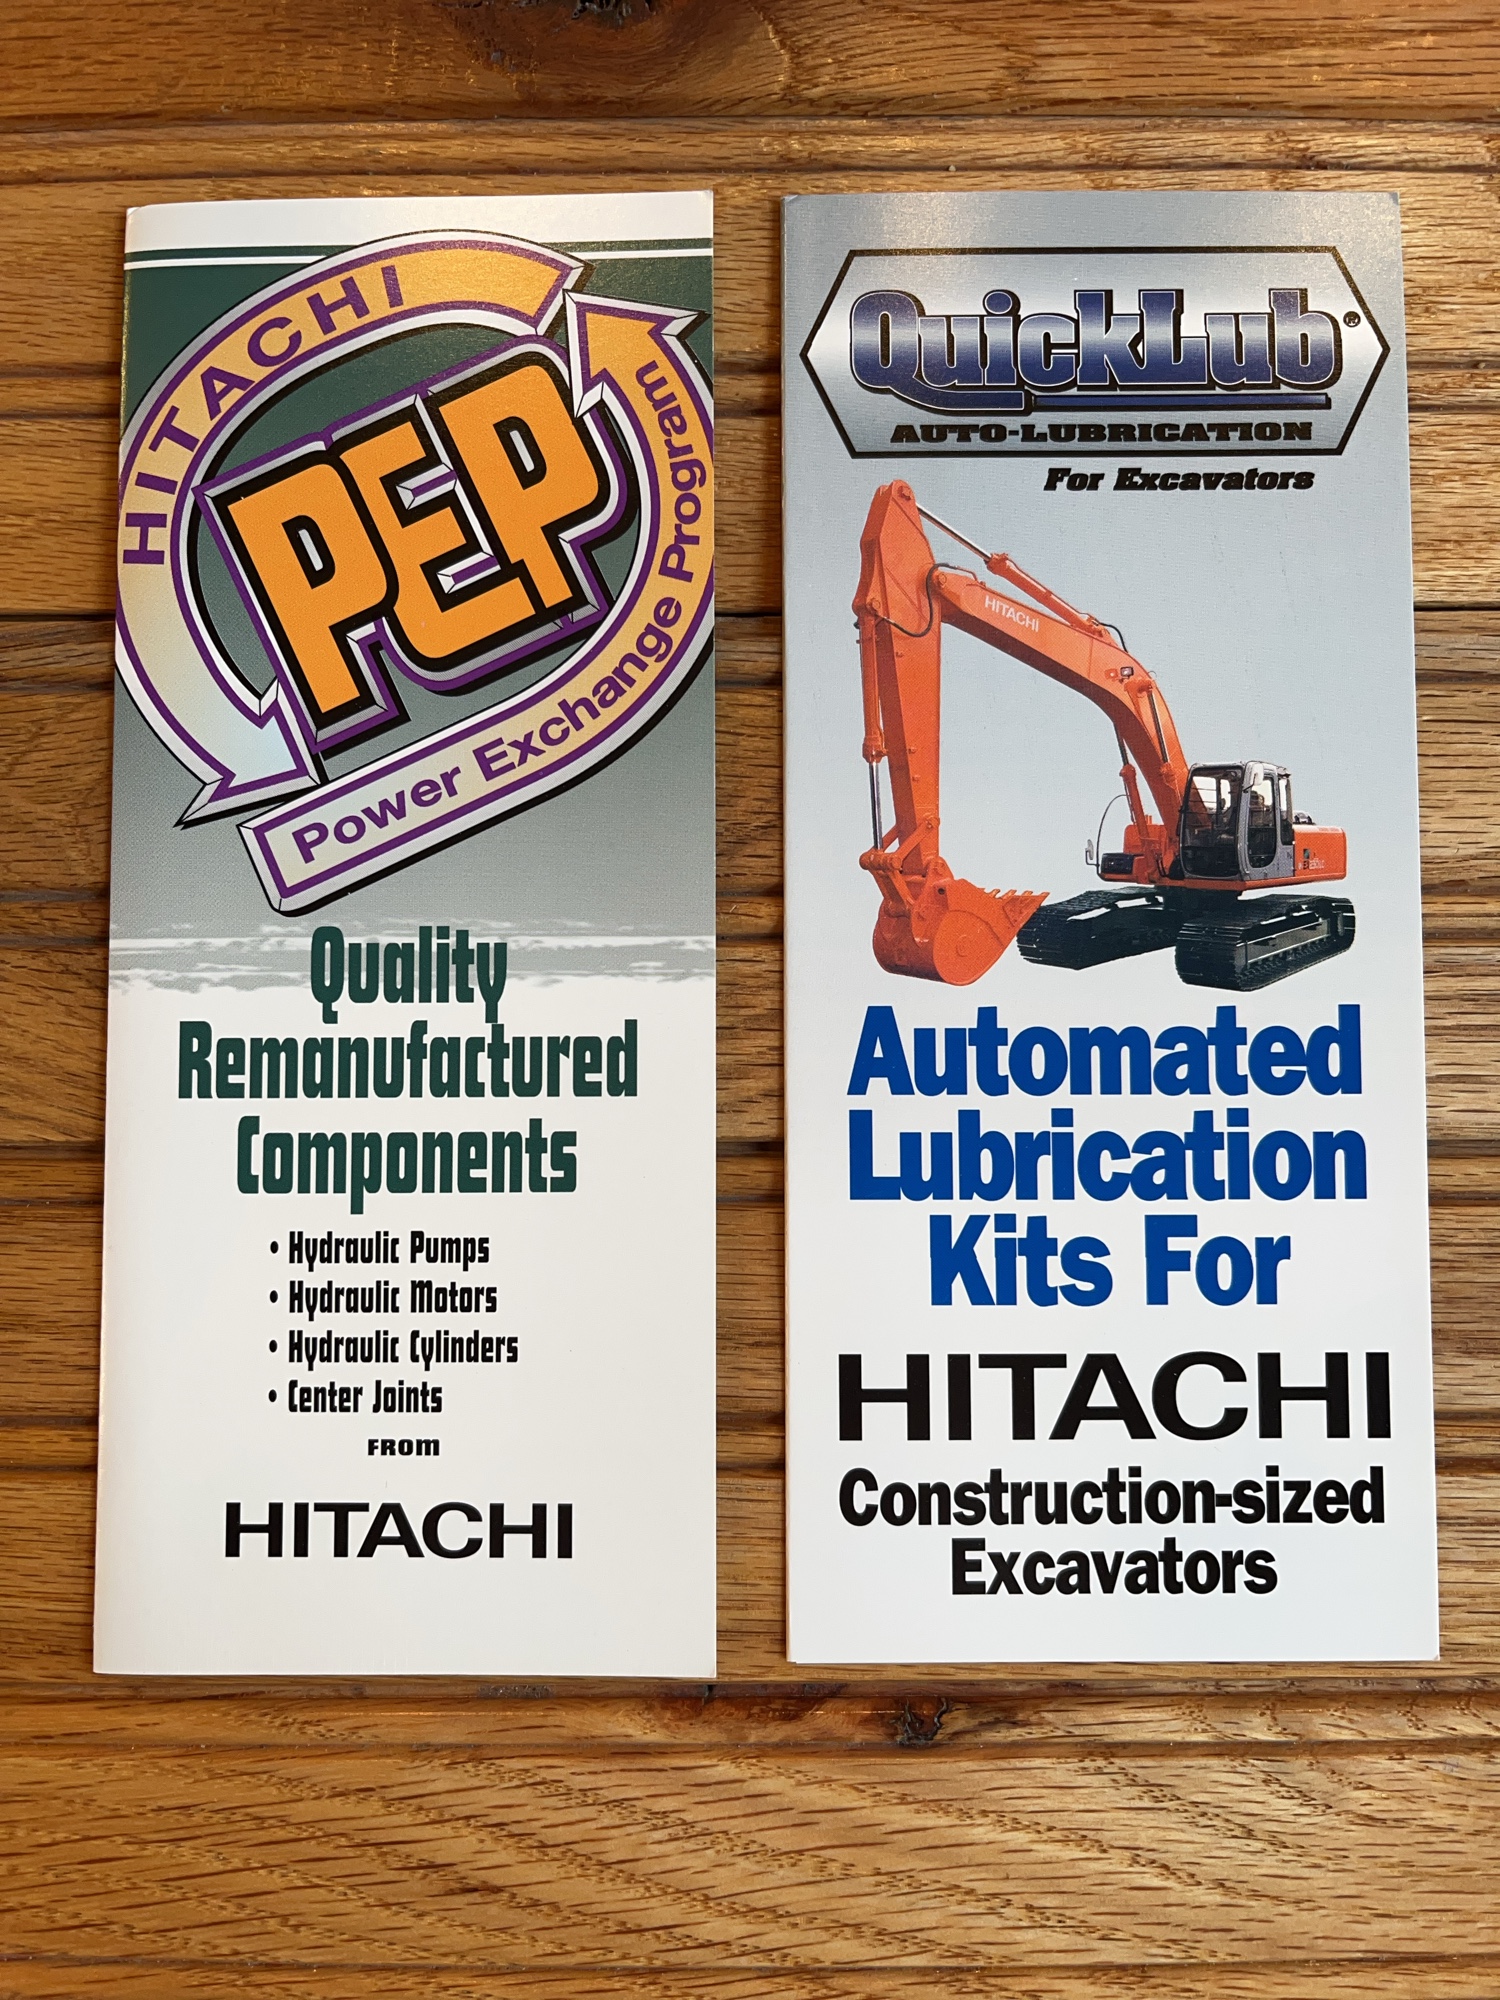 HITACHI
PEP
Power Exchange Program
Quality
Remanufactured
Components
• Hydraulic Pumps
• Hydraulic Motors
• Hydraulic Cylinders
• Center Joints
FROM
HITACHI
QuickLub®
AUTO-LUBRICATION
For Excavators
HITACHI
Automated
Lubrication
Kits For
HITACHI
Construction-sized
Excavators